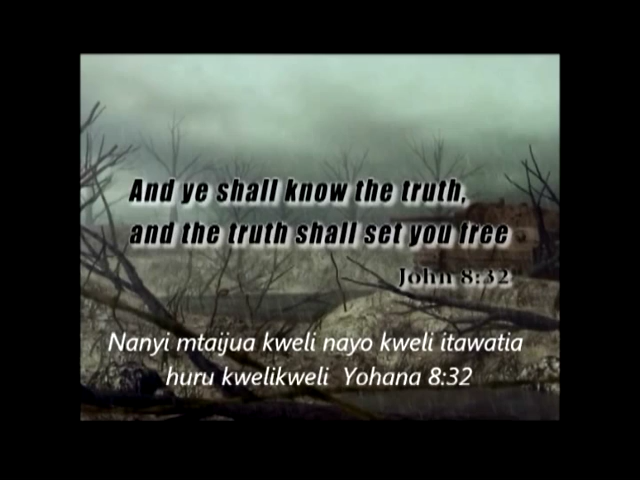 And ye shall know the truth,
and the truth shall set you free
John 8:32
Nanyi mtaijua kweli nayo kweli itawatia
huru kwelikweli Yohana 8:32